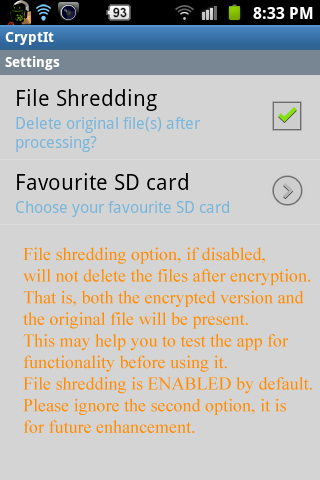 93
8:33 PM
CryptIt
Settings
File Shredding
Delete original file(s) after
processing?
Favourite SD card
Choose your favourite SD card
File shredding option, if disabled,
will not delete the files after encryption.
That is, both the encrypted version and
the original file will be present.
This may help you to test the app for
functionality before using it.
File shredding is ENABLED by default.
Please ignore the second option, it is
for future enhancement.